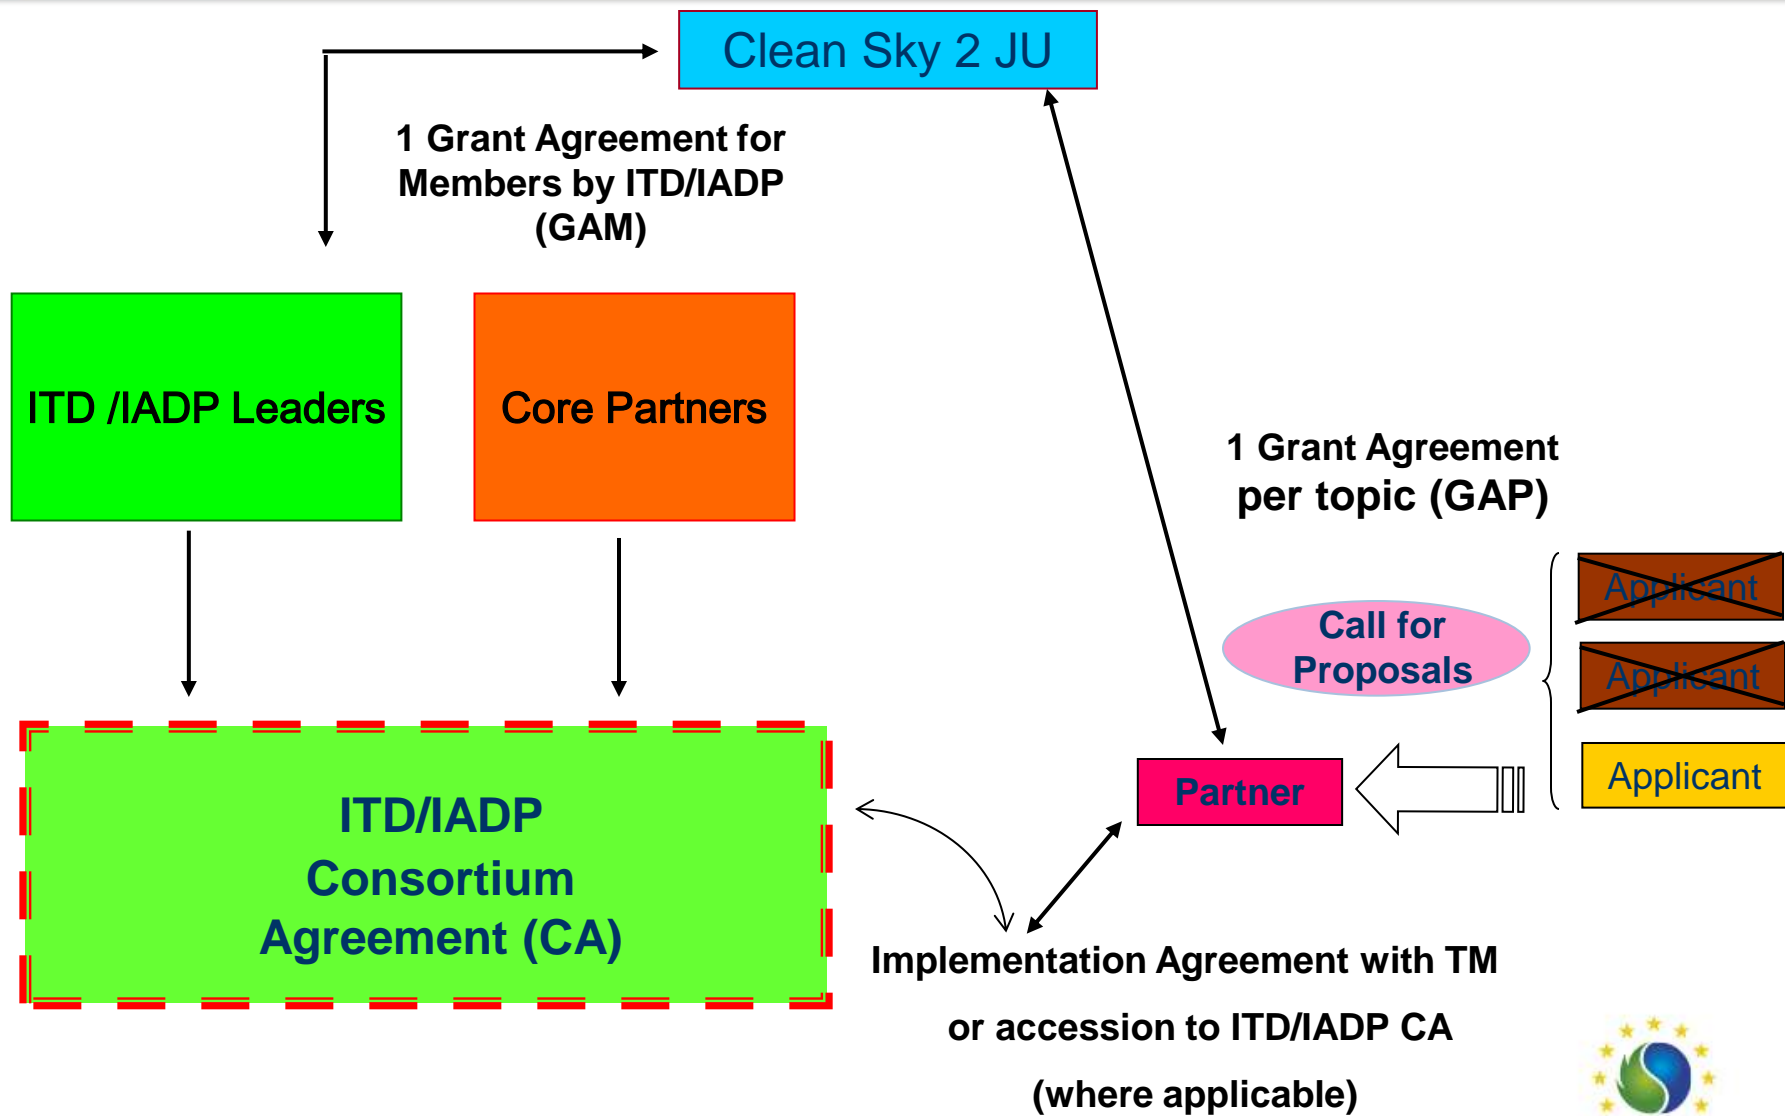 Clean Sky 2 JU
1 Grant Agreement for
Members by ITD/IADP
(GAM)
ITD /IADP Leaders
Core Partners
1 Grant Agreement
per topic (GAP)
Applicant
Call for
Proposals
Applicant
Partner
Applicant
ITD/IADP
Consortium
Agreement (CA)
Implementation Agreement with TM
or accession to ITD/IADP CA
(where applicable)